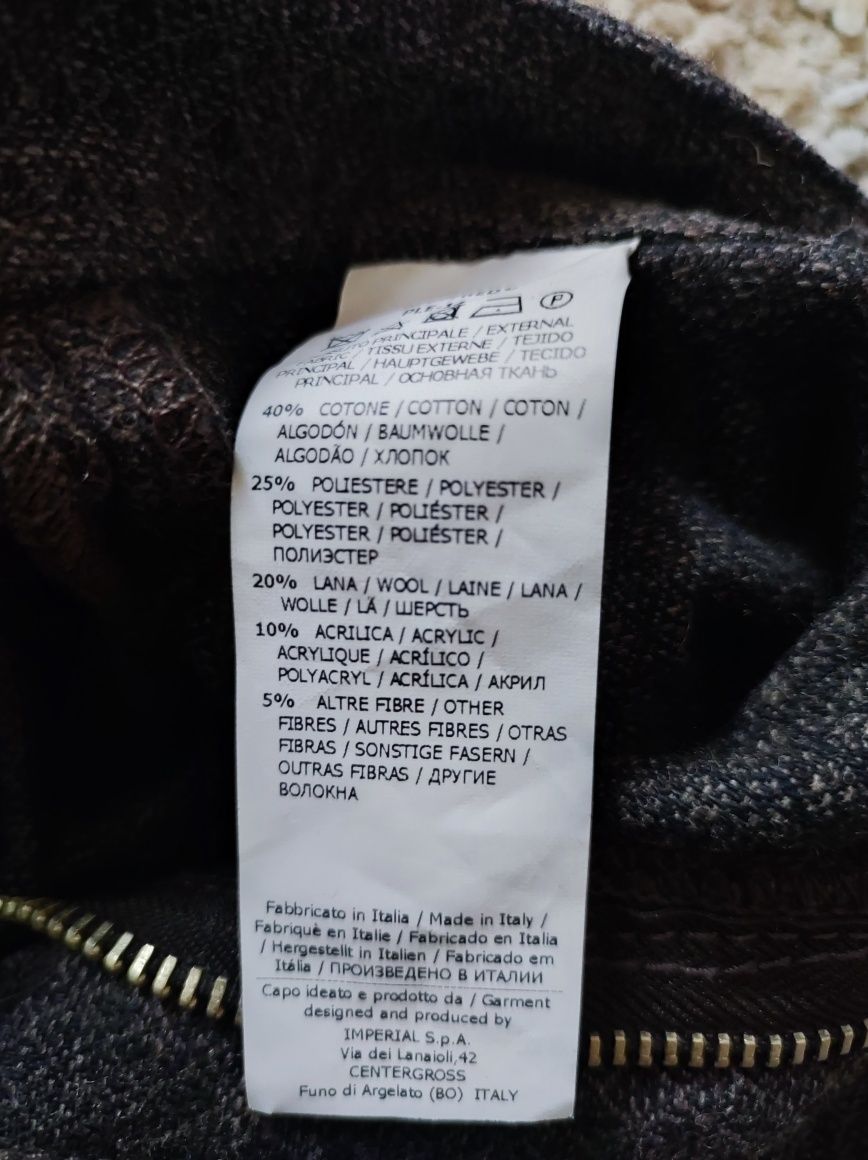 PRINCIPALE / EXTERNAL
FABRIC / TISSU EXTERNE / TEJIDO
PRINCIPAL / HAUPTGEWEBE / TECIDO
PRINCIPAL / ОСНОВНАЯ ТКАНЬ
40% COTONE / COTTON / COTON /
ALGODÓN / BAUMWOLLE /
ALGODÃO / ХЛОПОК
25% POLIESTERE / POLYESTER /
POLYESTER / POLIÉSTER /
POLYESTER / POLIÉSTER /
ПОЛИЭСТЕР
20% LANA / WOOL / LAINE / LANA /
WOLLE / LÃ / ШЕРСТЬ
10% ACRILICA / ACRYLIC /
ACRYLIQUE / ACRÍLICO /
POLYACRYL / ACRÍLICA / АКРИЛ
5% ALTRE FIBRE / OTHER
FIBRES / AUTRES FIBRES / OTRAS
FIBRAS / SONSTIGE FASERN /
OUTRAS FIBRAS / ДРУГИЕ
ВОЛОКНА
Fabbricato in Italia / Made in Italy /
Fabriquè en Italie / Fabricado en Italia
/ Hergestellt in Italien / Fabricado em
Itália / ПРОИЗВЕДЕНО В ИТАЛИИ
Capo ideato e prodotto da / Garment
designed and produced by
IMPERIAL S.p.A.
Via dei Lanaioli,42
CENTERGROSS
Funo di Argelato (BO) ITALY